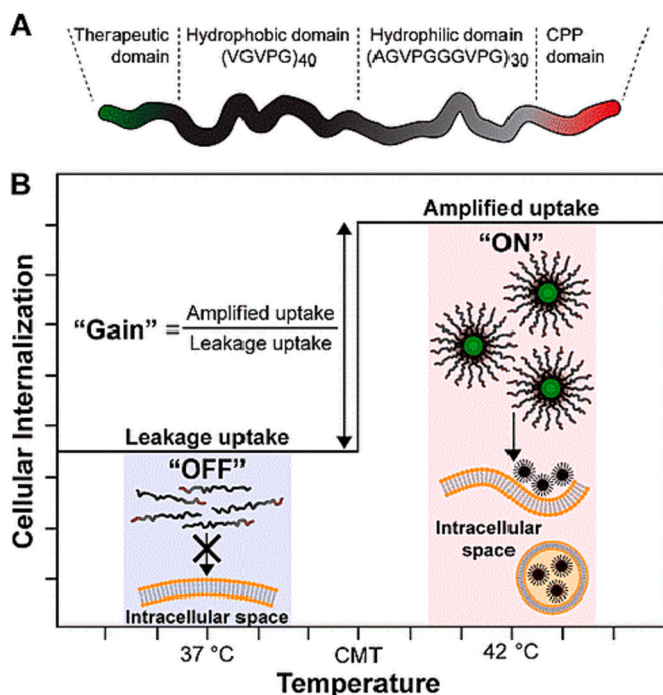 A
Therapeutic domain
Hydrophobic domain
(VGVPG)40
Hydrophilic domain
(AGVPGGGVPG)30
CPP domain
B
Cellular Internalization
Amplified uptake
“ON”
“Gain” = Amplified uptake
Leakage uptake
Leakage uptake
“OFF”
Intracellular space
Intracellular
space
37 °C
CMT
42 °C
Temperature